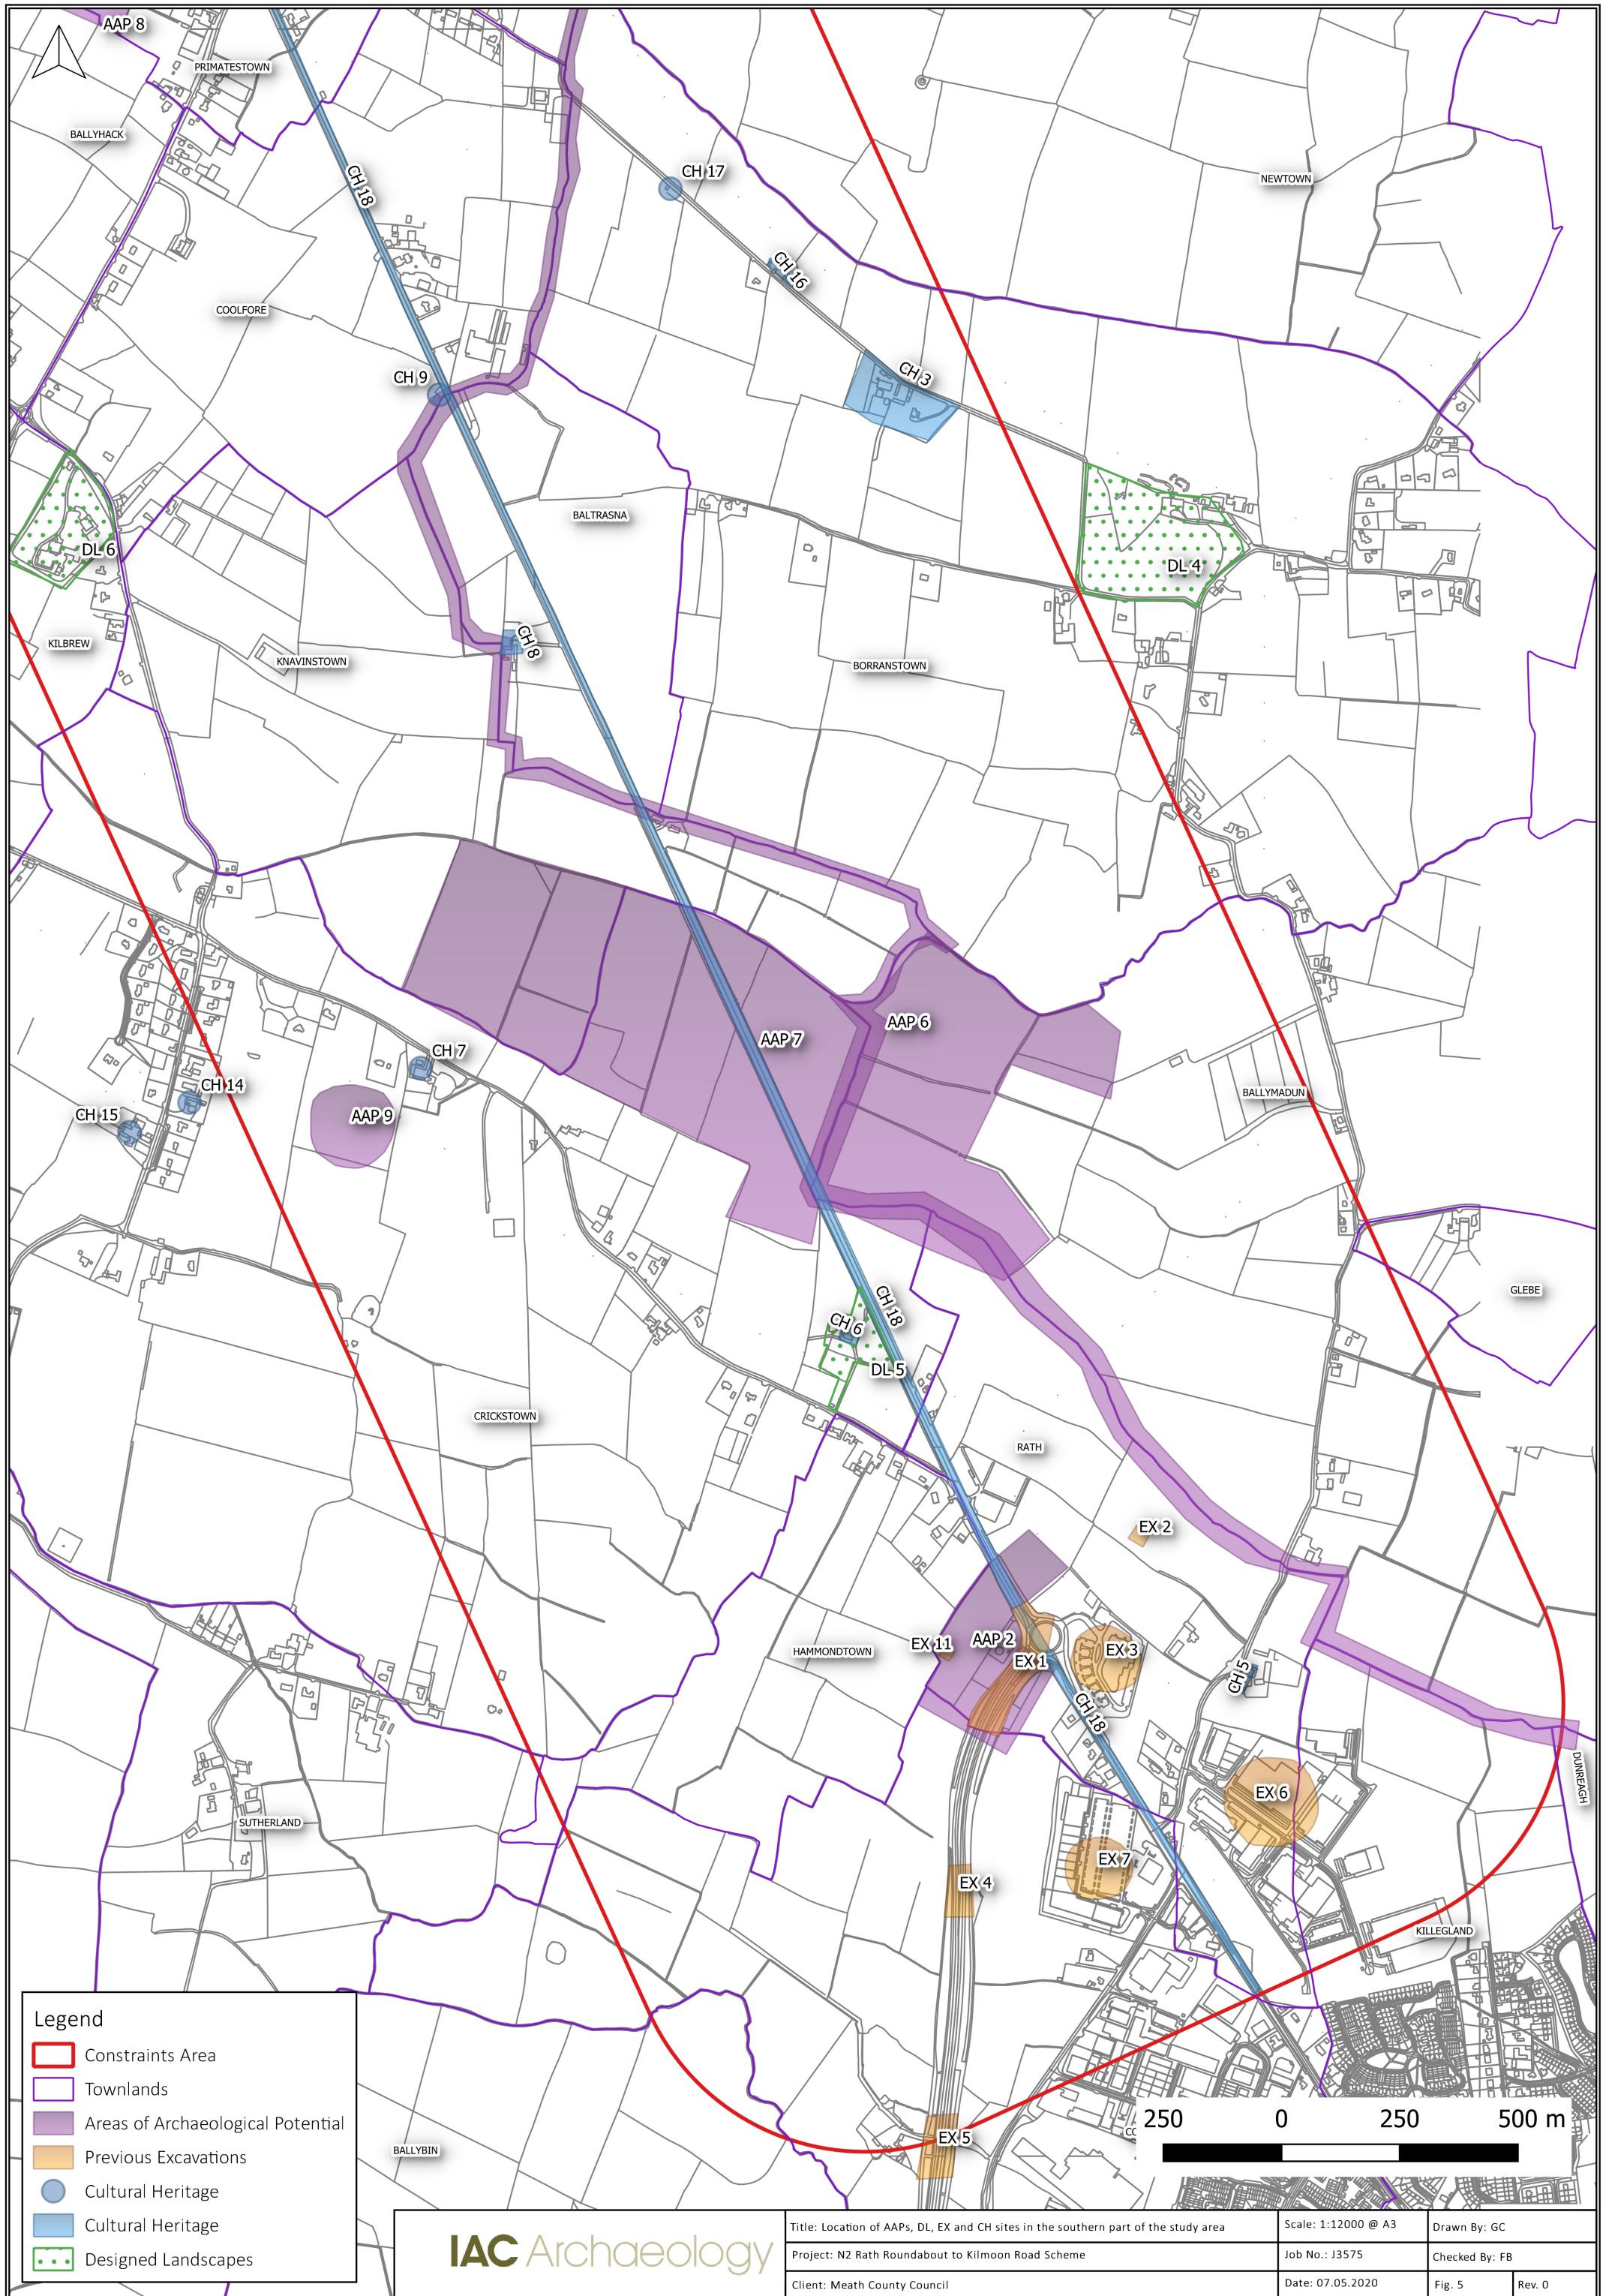 AAP 8
PRIMATESTOWN
BALLYHACK
CH 18
CH 17
NEWTOWN
CH 16
COOLFORE
CH 9
CH 3
BALTRASNA
DL 6
DL 4
KILBREW
KNAVINSTOWN
CH 8
BORRANSTOWN
AAP 6
AAP 7
CH 7
CH 14
BALLYMADUN
CH 15
AAP 9
GLEBE
CH 18
CH 6
DL 5
CRICKSTOWN
RATH
EX 2
HAMMONDTOWN
EX 11
AAP 2
EX 1
EX 3
CH 5
CH 18
DUNREAGH
EX 6
SUTHERLAND
EX 7
EX 4
KILLEGLAND
EX 5
BALLYBIN
250 0 250 500 m
Legend
Constraints Area
Townlands
Areas of Archaeological Potential
Previous Excavations
Cultural Heritage
Cultural Heritage
Designed Landscapes
IAC Archaeology
Title: Location of AAPs, DL, EX and CH sites in the southern part of the study area
Scale: 1:12000 @ A3
Drawn By: GC
Project: N2 Rath Roundabout to Kilmoon Road Scheme
Job No.: J3575
Checked By: FB
Client: Meath County Council
Date: 07.05.2020
Fig. 5
Rev. 0